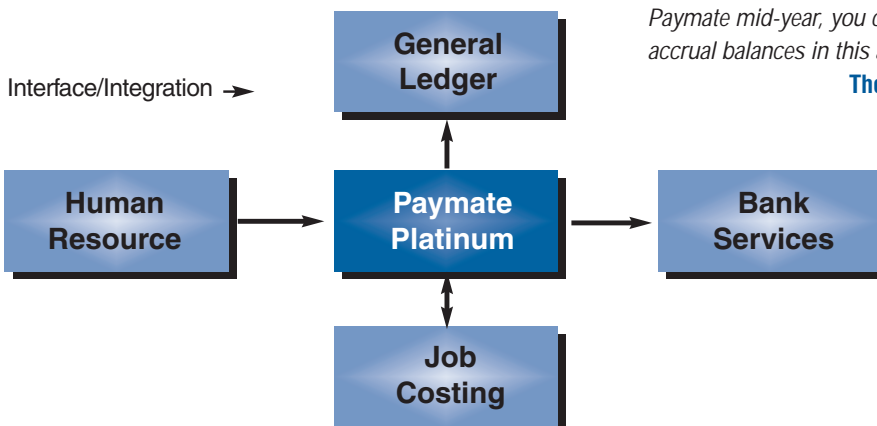 Paymate mid-year, you
accrual balances in this
General
Ledger
Interface/Integration
Human
Resource
Paymate
Platinum
Bank
Services
Job
Costing